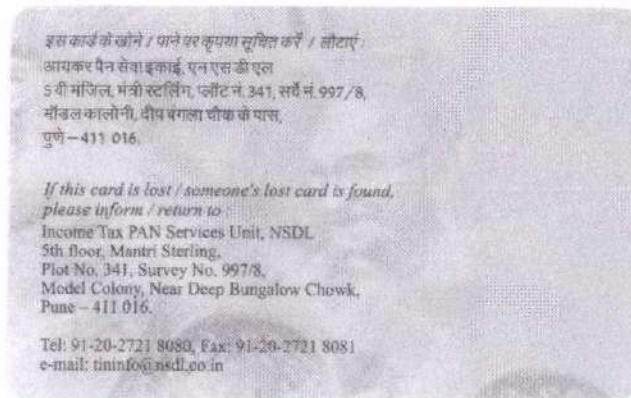 इस कार्ड के खोने / पाने पर कृपया सूचित करें / लौटाएं :
आयकर पैन सेवा इकाई, एन एस डी एल
5 वी मंजिल, मंत्री स्टर्लिंग, प्लॉट नं. 341, सर्वे नं. 997/8,
मॉडल कालोनी, दीप बंगला चौक के पास,
पुणे – 411 016.
If this card is lost / someone's lost card is found,
please inform / return to :
Income Tax PAN Services Unit, NSDL
5th floor, Mantri Sterling,
Plot No. 341, Survey No. 997/8,
Model Colony, Near Deep Bungalow Chowk,
Pune – 411 016.
Tel: 91-20-2721 8080, Fax: 91-20-2721 8081
e-mail: tininfo@nsdl.co.in